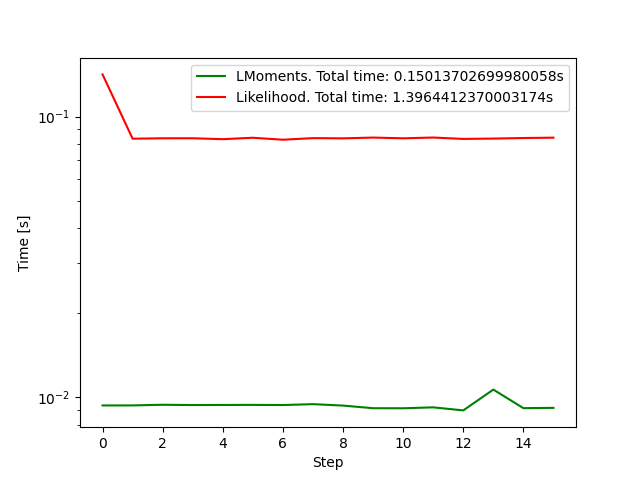 LMoments. Total time: 0.15013702699980058s
Likelihood. Total time: 1.3964412370003174s
10⁻¹
Time [s]
10⁻²
0 2 4 6 8 10 12 14
Step